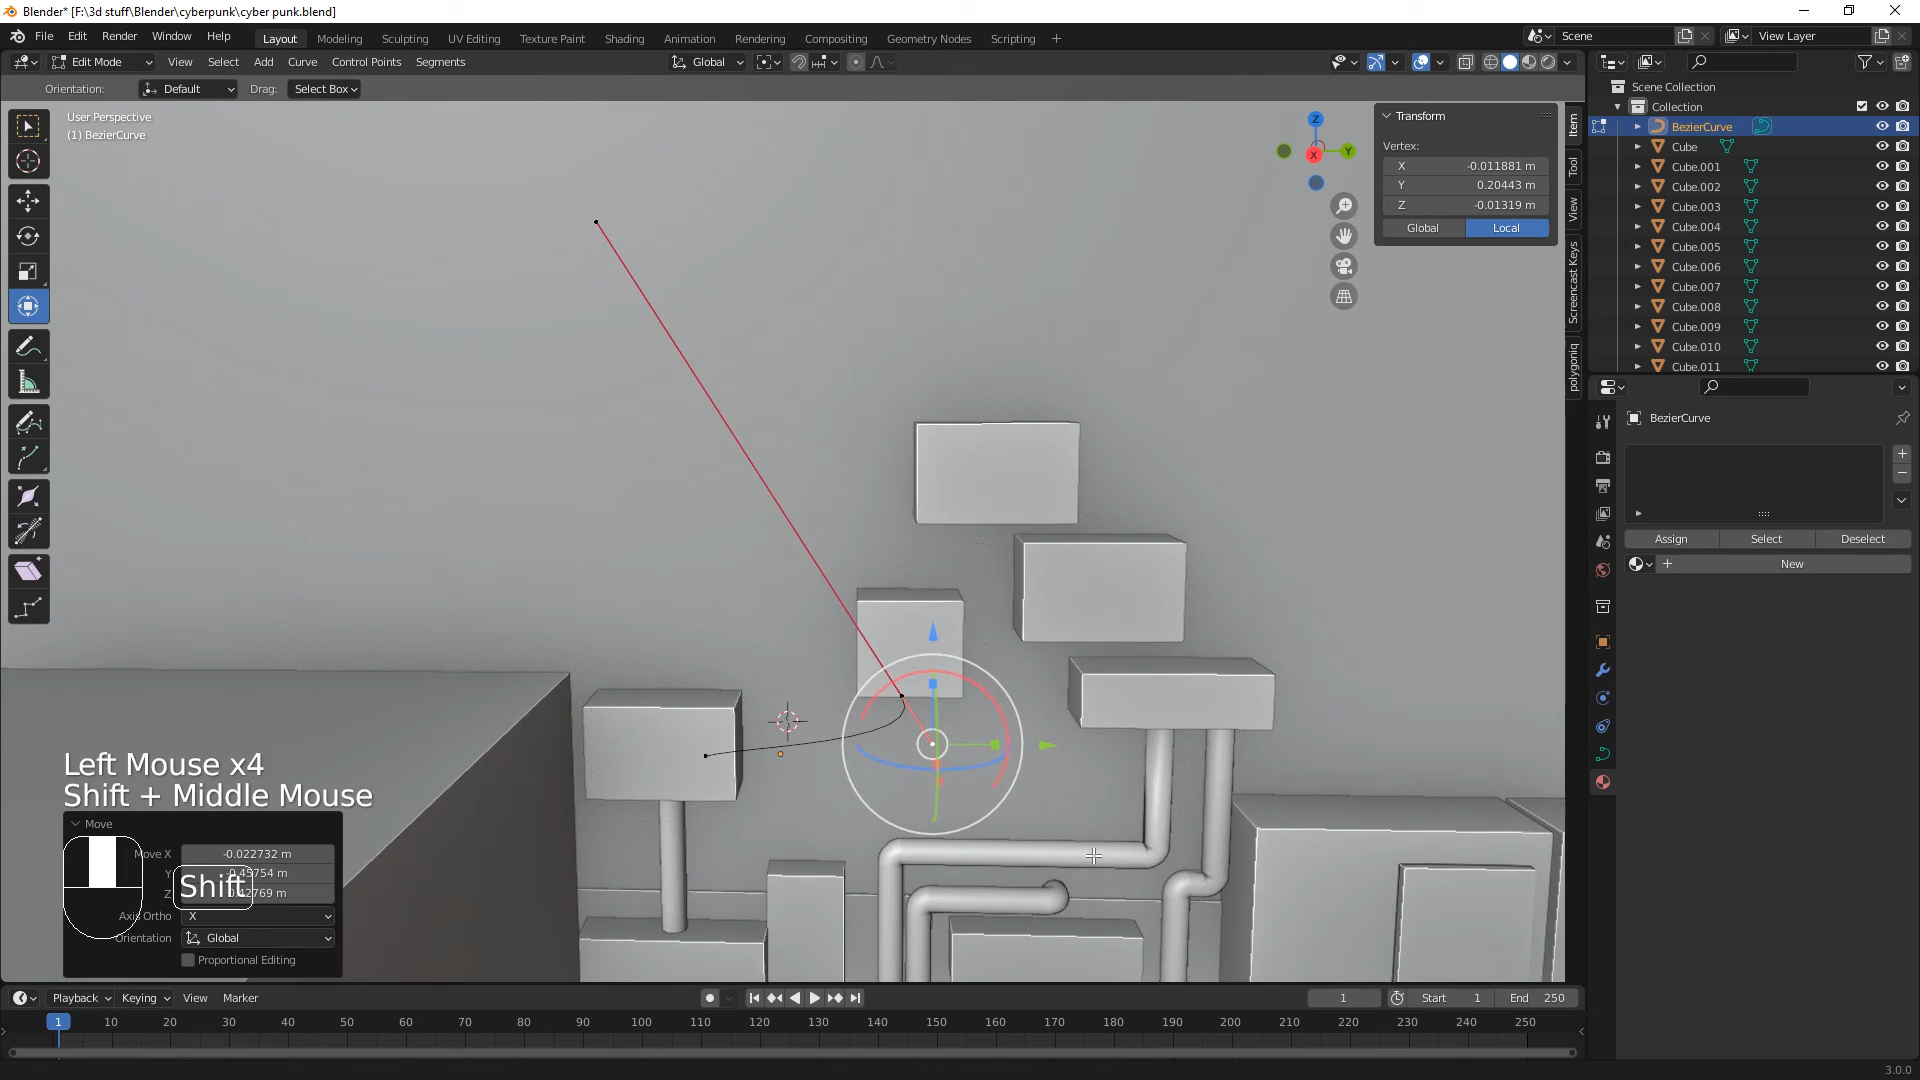 Blender* [F:\3d stuff\Blender\cyberpunk\cyber punk.blend]
File Edit Render Window Help
Layout Modeling Sculpting UV Editing Texture Paint Shading Animation Rendering Compositing Geometry Nodes Scripting +
Scene
View Layer
Edit Mode View Select Add Curve Control Points Segments
Global
Orientation: Default Drag: Select Box
User Perspective
(1) BezierCurve
Z
Y
X
Transform
Vertex:
X -0.011881 m
Y 0.20443 m
Z -0.01319 m
Global Local
Item
Tool
View
Screencast Keys
polygoniq
Scene Collection
Collection
BezierCurve
Cube
Cube.001
Cube.002
Cube.003
Cube.004
Cube.005
Cube.006
Cube.007
Cube.008
Cube.009
Cube.010
Cube.011
BezierCurve
Assign Select Deselect
New
Left Mouse x4
Shift + Middle Mouse
Move
Move X -0.022732 m
Y
Shift
Axis Ortho X
Orientation Global
Proportional Editing
Playback Keying View Marker
1
Start 1
End 250
1 10 20 30 40 50 60 70 80 90 100 110 120 130 140 150 160 170 180 190 200 210 220 230 240 250
3.0.0